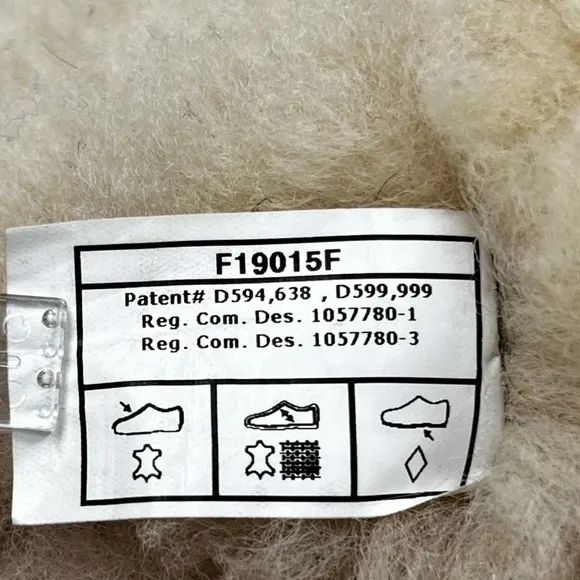 F19015F
Patent# D594,638 , D599,999
Reg. Com. Des. 1057780-1
Reg. Com. Des. 1057780-3